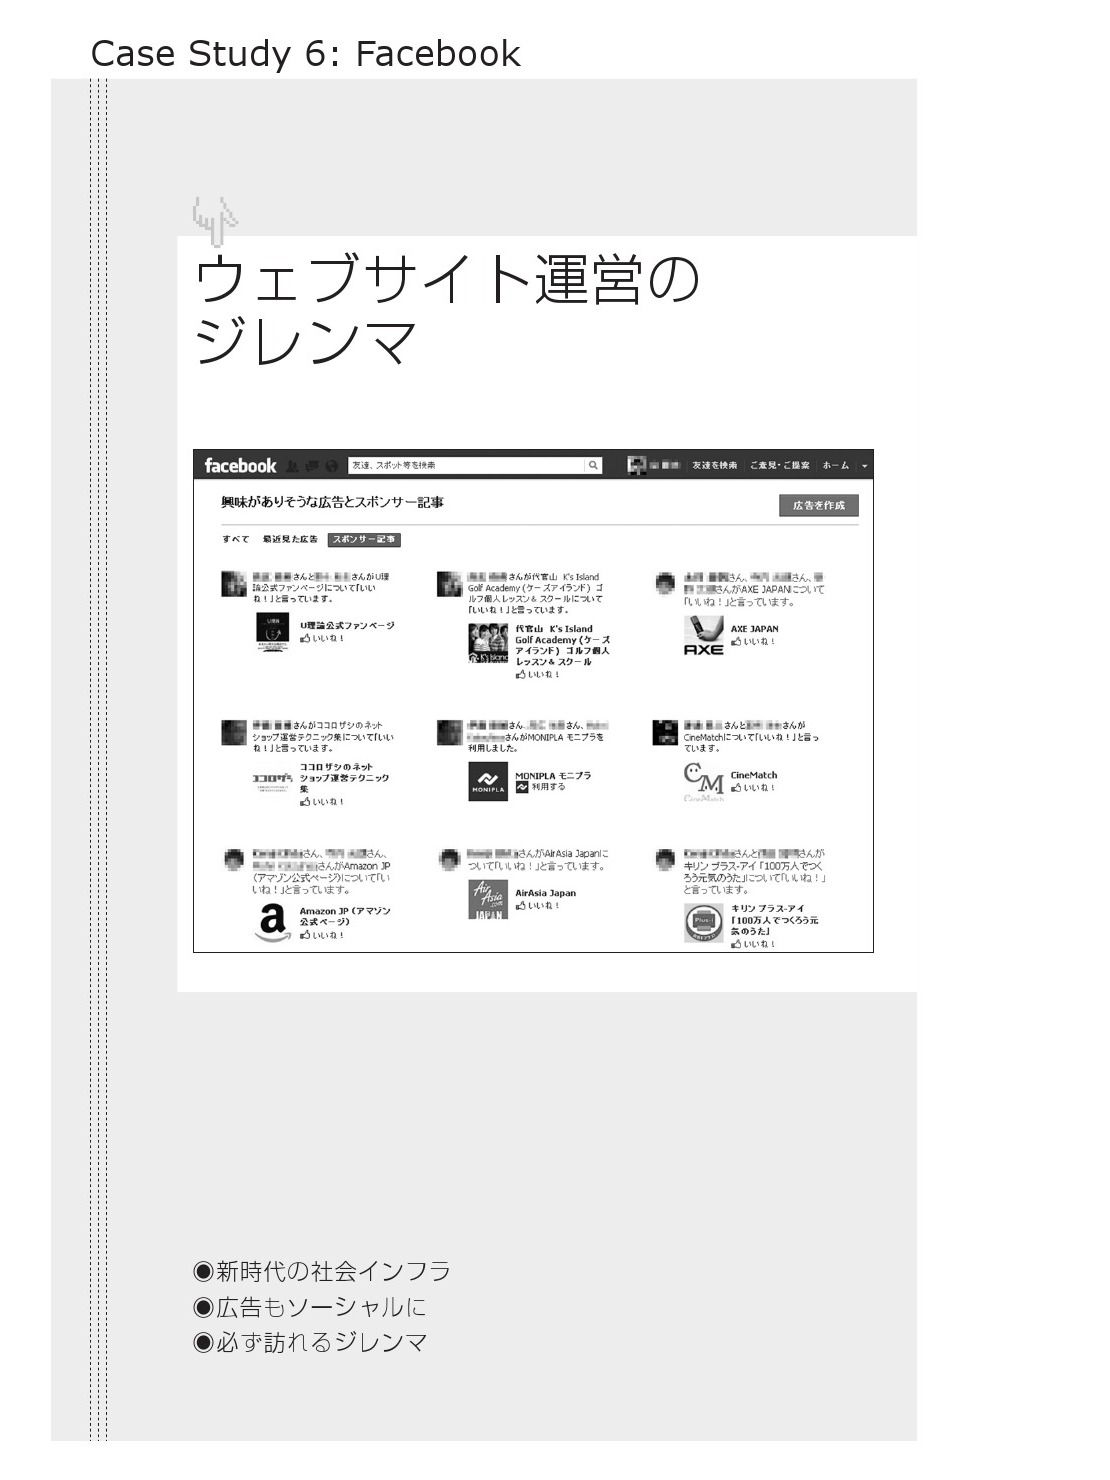 Case Study 6: Facebook
ウェブサイト運営の
ジレンマ
facebook
友達、スポット等を検索
友達を検索 ご意見・ご提案 ホーム
興味がありそうな広告とスポンサー記事
広告を作成
すべて 最近見た広告 スポンサー記事
さんと さんがU理
論公式ファンページについて「いい
ね！」と言っています。
U理論公式ファンページ
いいね！
さんが代官山 K's Island
Golf Academy (ケーズアイランド) ゴ
ルフ個人レッスン& スクールについて
「いいね！」と言っています。
代官山 K's Island
Golf Academy (ケーズ
アイランド) ゴルフ個人
レッスン& スクール
いいね！
さん、 さん、
さんがAXE JAPANについて
「いいね！」と言っています。
AXE
AXE JAPAN
いいね！
さんがココロザシのネット
ショップ運営テクニック集について「いい
ね！」と言っています。
ココロザシ
ココロザシのネット
ショップ運営テクニック
集
いいね！
さん、 さん、
さんがMONIPLA モニプラを
利用しました。
MONIPLA
MONIPLA モニプラ
利用する
さんと さんが
CineMatchについて「いいね！」と言っ
ています。
CM
CineMatch
CineMatch
いいね！
さん、 さん、
さんがAmazon JP
(アマゾン公式ページ)について「い
いね！」と言っています。
a
Amazon JP (アマゾン
公式ページ)
いいね！
さんがAirAsia Japanに
ついて「いいね！」と言っています。
Air
Asia
.com
JAPAN
AirAsia Japan
いいね！
さんと さんが
キリン プラス-アイ 「100万人でつく
ろう元気のうた」について「いいね！」
と言っています。
Plus-i
キリン プラス-アイ
「100万人でつくろう元
気のうた」
いいね！
◉新時代の社会インフラ
◉広告もソーシャルに
◉必ず訪れるジレンマ